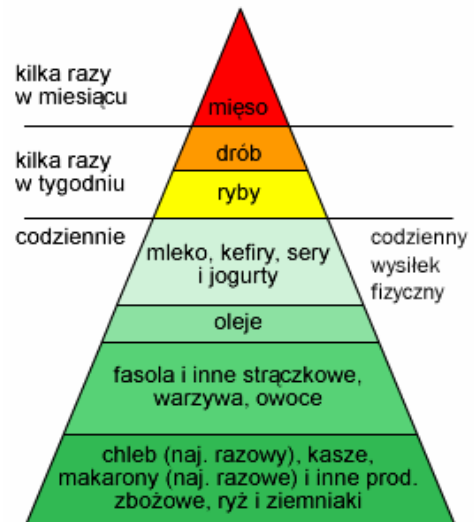 kilka razy
w miesiącu
mięso
kilka razy
w tygodniu
drób
ryby
codziennie
mleko, kefiry, sery
i jogurty
codzienny
wysiłek
fizyczny
oleje
fasola i inne strączkowe,
warzywa, owoce
chleb (naj. razowy), kasze,
makarony (naj. razowe) i inne prod.
zbożowe, ryż i ziemniaki